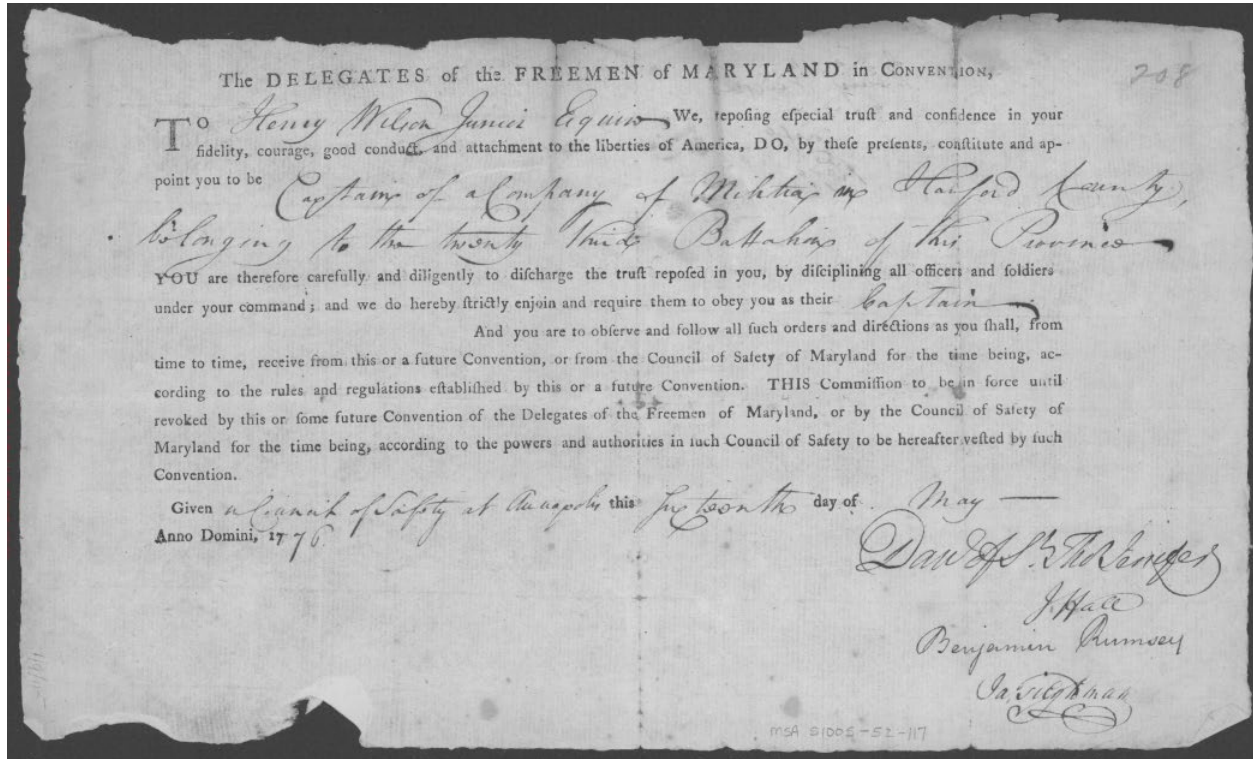 The DELEGATES of the FREEMEN of MARYLAND in CONVENTION,
208
TO Henry Wilson Junior Esquire We, repoſing eſpecial truſt and confidence in your
fidelity, courage, good conduct, and attachment to the liberties of America, DO, by theſe preſents, conſtitute and ap-
point you to be Captain of a Company of Militia in Harford County,
belonging to the twenty third Battalion of this Province
YOU are therefore carefully and diligently to diſcharge the truſt repoſed in you, by diſciplining all officers and ſoldiers
under your command; and we do hereby ſtrictly enjoin and require them to obey you as their Captain
And you are to obſerve and follow all ſuch orders and directions as you ſhall, from
time to time, receive from this or a future Convention, or from the Council of Safety of Maryland for the time being, ac-
cording to the rules and regulations eſtabliſhed by this or a future Convention. THIS Commiſſion to be in force until
revoked by this or ſome future Convention of the Delegates of the Freemen of Maryland, or by the Council of Safety of
Maryland for the time being, according to the powers and authorities in ſuch Council of Safety to be hereafter veſted by ſuch
Convention.
Given in Council of Safety at Annapolis this Sixteenth day of May —
Anno Domini, 1776
Dan of St Thos Jenifer
J Hall
Benjamin Rumsey
Ja. Tilghman
MSA S1005-52-117